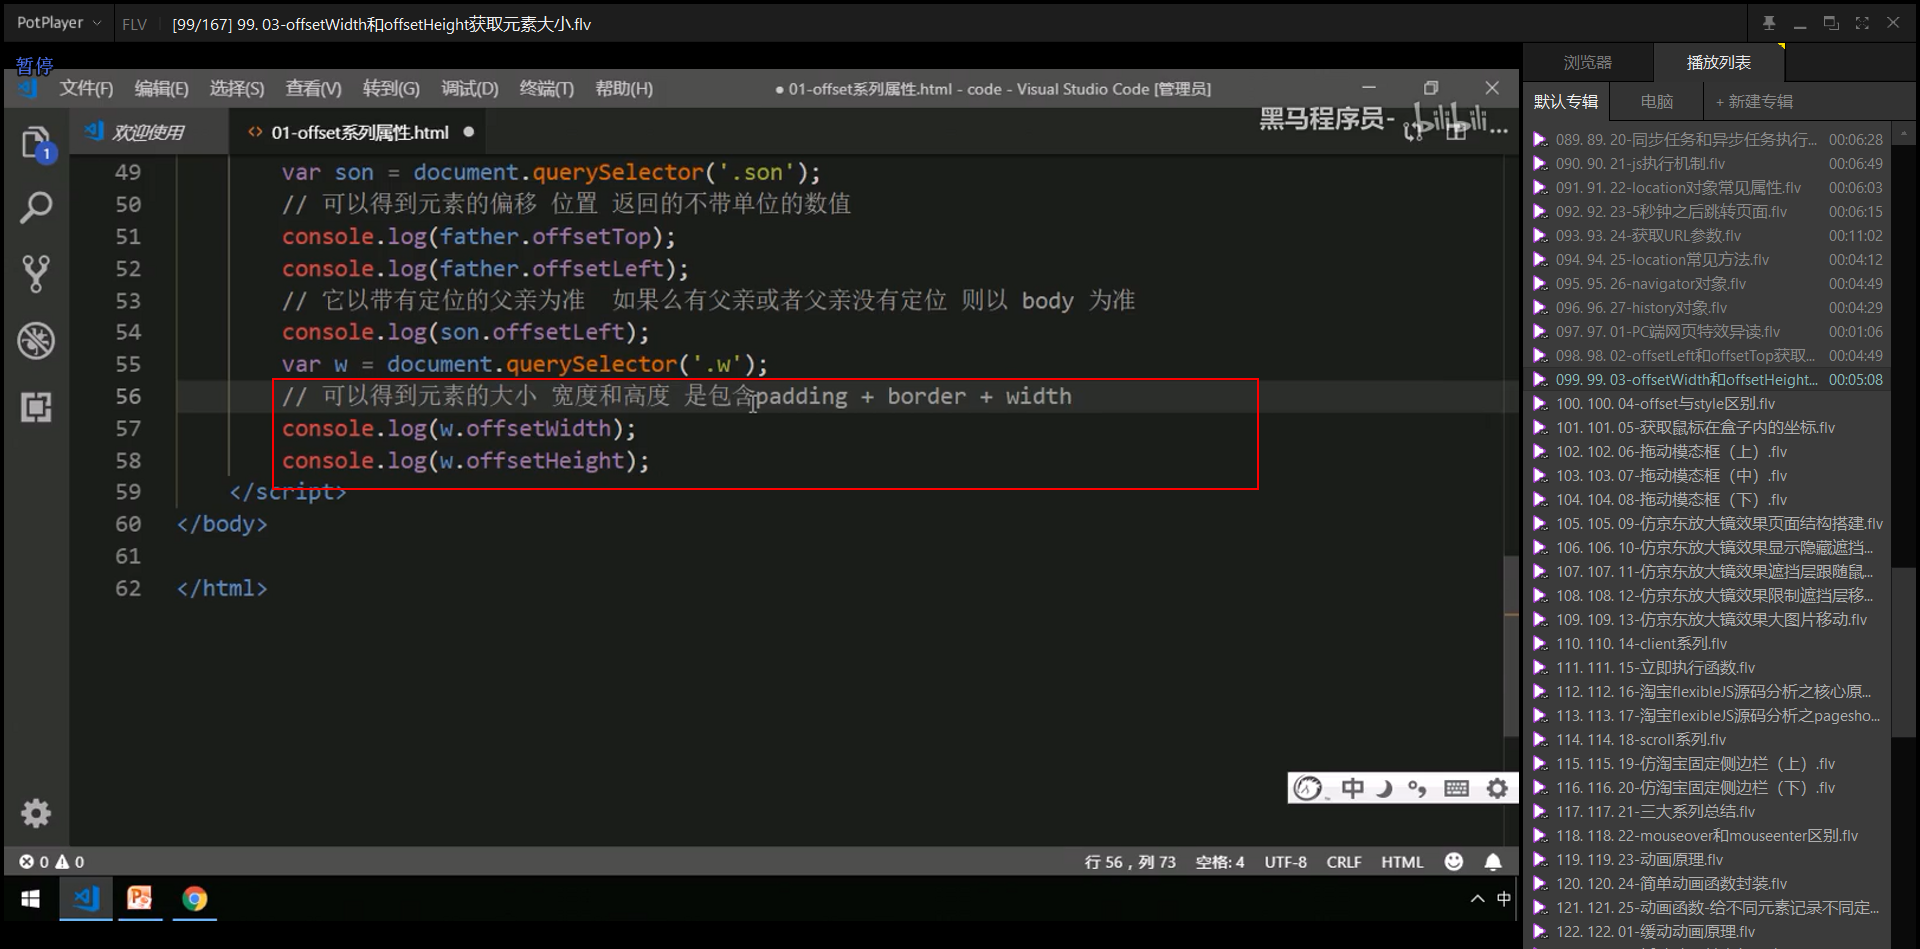 PotPlayer
FLV
[99/167] 99. 03-offsetWidth和offsetHeight获取元素大小.flv
暂停
文件(F) 编辑(E) 选择(S) 查看(V) 转到(G) 调试(D) 终端(T) 帮助(H)
● 01-offset系列属性.html - code - Visual Studio Code [管理员]
欢迎使用
<> 01-offset系列属性.html ●
黑马程序员-
bilibili
1
49 var son = document.querySelector('.son');
50 // 可以得到元素的偏移 位置 返回的不带单位的数值
51 console.log(father.offsetTop);
52 console.log(father.offsetLeft);
53 // 它以带有定位的父亲为准  如果么有父亲或者父亲没有定位 则以 body 为准
54 console.log(son.offsetLeft);
55 var w = document.querySelector('.w');
56 // 可以得到元素的大小 宽度和高度 是包含padding + border + width
57 console.log(w.offsetWidth);
58 console.log(w.offsetHeight);
59 </script>
60 </body>
61
62 </html>
中
0 0
行 56，列 73 空格: 4 UTF-8 CRLF HTML
中
浏览器 播放列表
默认专辑 电脑 + 新建专辑
089. 89. 20-同步任务和异步任务执行... 00:06:28
090. 90. 21-js执行机制.flv 00:06:49
091. 91. 22-location对象常见属性.flv 00:06:03
092. 92. 23-5秒钟之后跳转页面.flv 00:06:15
093. 93. 24-获取URL参数.flv 00:11:02
094. 94. 25-location常见方法.flv 00:04:12
095. 95. 26-navigator对象.flv 00:04:49
096. 96. 27-history对象.flv 00:04:29
097. 97. 01-PC端网页特效异读.flv 00:01:06
098. 98. 02-offsetLeft和offsetTop获取... 00:04:49
099. 99. 03-offsetWidth和offsetHeight... 00:05:08
100. 100. 04-offset与style区别.flv
101. 101. 05-获取鼠标在盒子内的坐标.flv
102. 102. 06-拖动模态框（上）.flv
103. 103. 07-拖动模态框（中）.flv
104. 104. 08-拖动模态框（下）.flv
105. 105. 09-仿京东放大镜效果页面结构搭建.flv
106. 106. 10-仿京东放大镜效果显示隐藏遮挡...
107. 107. 11-仿京东放大镜效果遮挡层跟随鼠...
108. 108. 12-仿京东放大镜效果限制遮挡层移...
109. 109. 13-仿京东放大镜效果大图片移动.flv
110. 110. 14-client系列.flv
111. 111. 15-立即执行函数.flv
112. 112. 16-淘宝flexibleJS源码分析之核心原...
113. 113. 17-淘宝flexibleJS源码分析之pagesho...
114. 114. 18-scroll系列.flv
115. 115. 19-仿淘宝固定侧边栏（上）.flv
116. 116. 20-仿淘宝固定侧边栏（下）.flv
117. 117. 21-三大系列总结.flv
118. 118. 22-mouseover和mouseenter区别.flv
119. 119. 23-动画原理.flv
120. 120. 24-简单动画函数封装.flv
121. 121. 25-动画函数-给不同元素记录不同定...
122. 122. 01-缓动动画原理.flv